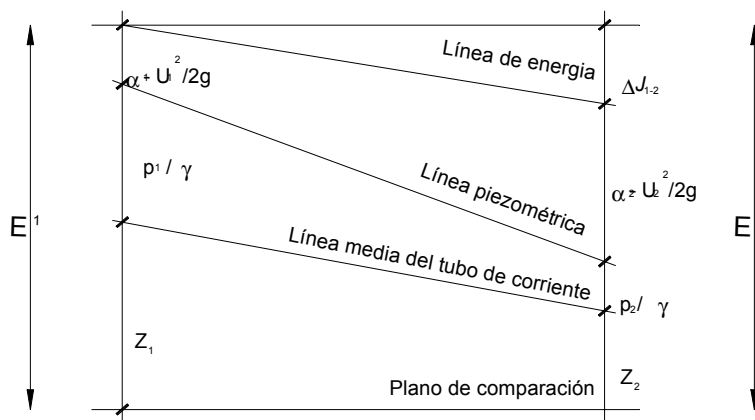 Línea de energia
α₁ U₁²/2g
ΔJ₁₋₂
p₁ / γ
Línea piezométrica
α₂ U₂²/2g
E₁
Línea media del tubo de corriente
E
p₂/ γ
Z₁
Plano de comparación
Z₂